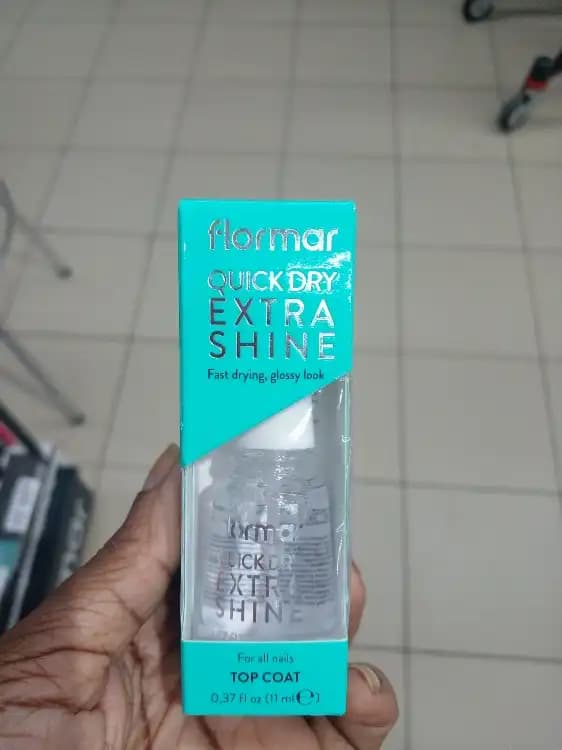 flormar
QUICK DRY
EXTRA
SHINE
Fast drying, glossy look
flormar
QUICK DRY
EXTRA
SHINE
For all nails
TOP COAT
0.37 fl oz (11 ml℮)